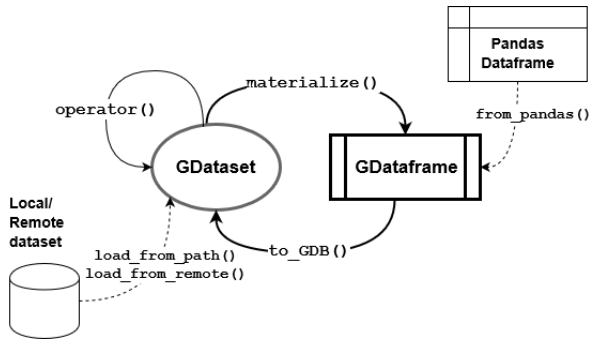 Pandas
Dataframe
materialize()
operator()
from_pandas()
GDataset
GDataframe
Local/
Remote
dataset
load_from_path()
load_from_remote()
to_GDB()